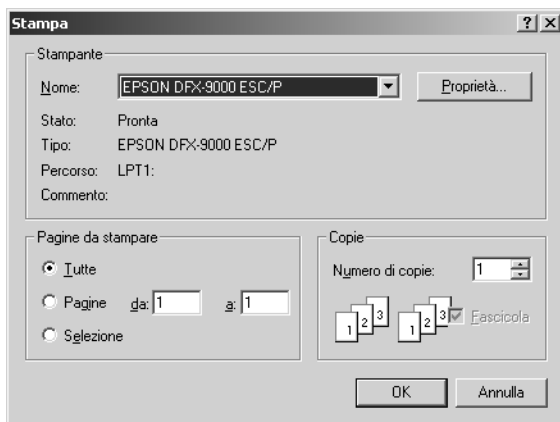 Stampa ? X
Stampante
Nome: EPSON DFX-9000 ESC/P Proprietà...
Stato: Pronta
Tipo: EPSON DFX-9000 ESC/P
Percorso: LPT1:
Commento:
Pagine da stampare
Tutte
Pagine da: 1 a: 1
Selezione
Copie
Numero di copie: 1
1 2 3 1 2 3 Fascicola
OK Annulla